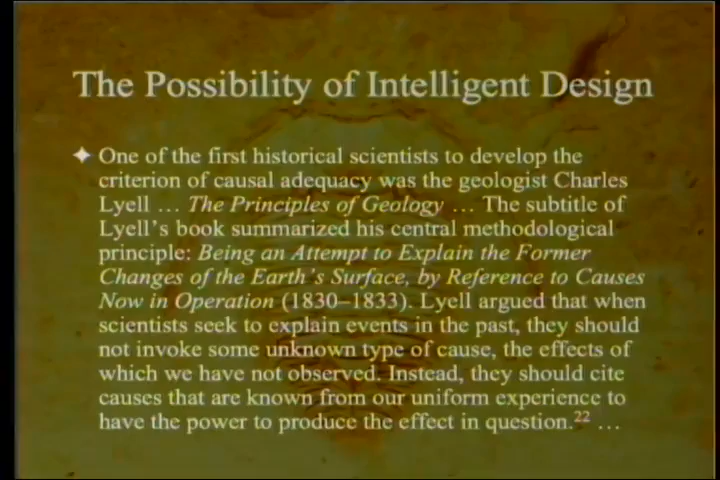 The Possibility of Intelligent Design
✦ One of the first historical scientists to develop the
criterion of causal adequacy was the geologist Charles
Lyell … The Principles of Geology … The subtitle of
Lyell’s book summarized his central methodological
principle: Being an Attempt to Explain the Former
Changes of the Earth’s Surface, by Reference to Causes
Now in Operation (1830–1833). Lyell argued that when
scientists seek to explain events in the past, they should
not invoke some unknown type of cause, the effects of
which we have not observed. Instead, they should cite
causes that are known from our uniform experience to
have the power to produce the effect in question.22 …